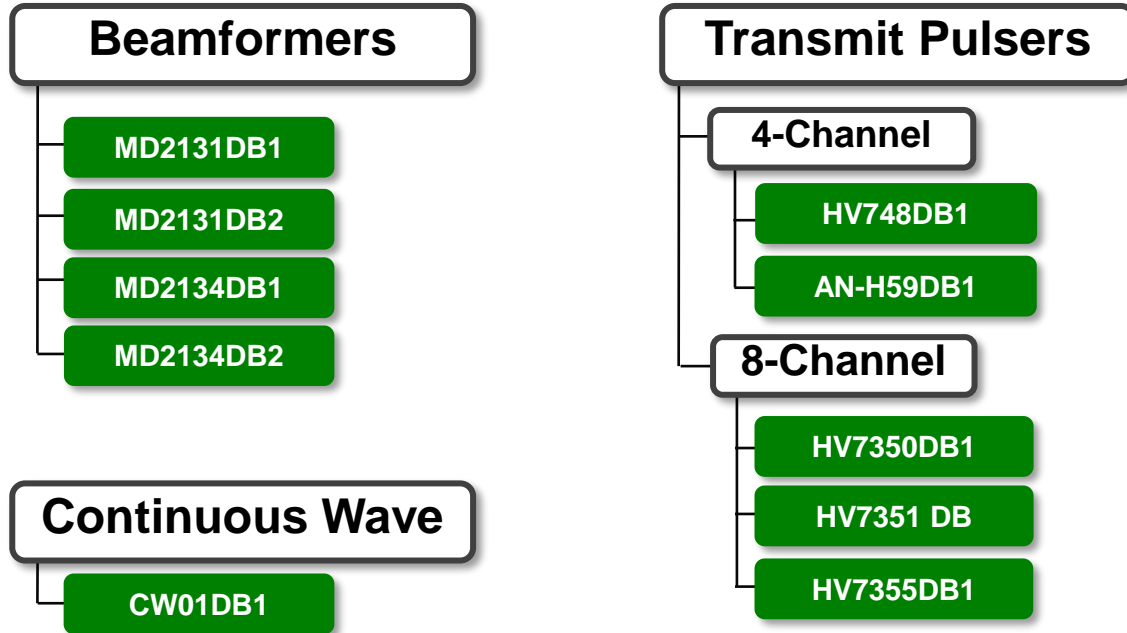 Beamformers
MD2131DB1
MD2131DB2
MD2134DB1
MD2134DB2
Continuous Wave
CW01DB1
Transmit Pulsers
4-Channel
HV748DB1
AN-H59DB1
8-Channel
HV7350DB1
HV7351 DB
HV7355DB1